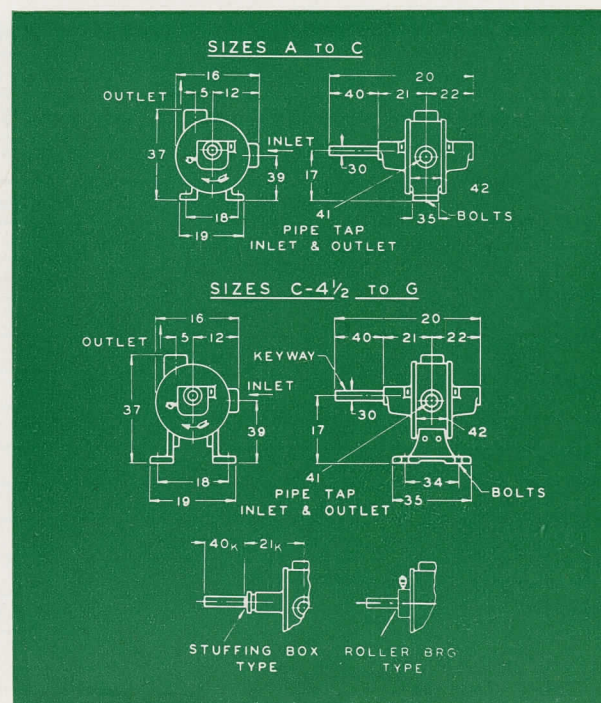 SIZES A TO C
16
20
OUTLET
5
12
40
21
22
INLET
37
39
17
30
42
41
18
35
BOLTS
19
PIPE TAP
INLET & OUTLET
SIZES C-4½ TO G
16
20
OUTLET
5
12
40
21
22
KEYWAY
INLET
30
37
39
17
42
41
18
34
19
35
BOLTS
PIPE TAP
INLET & OUTLET
40K
21K
STUFFING BOX
TYPE
ROLLER BRG
TYPE